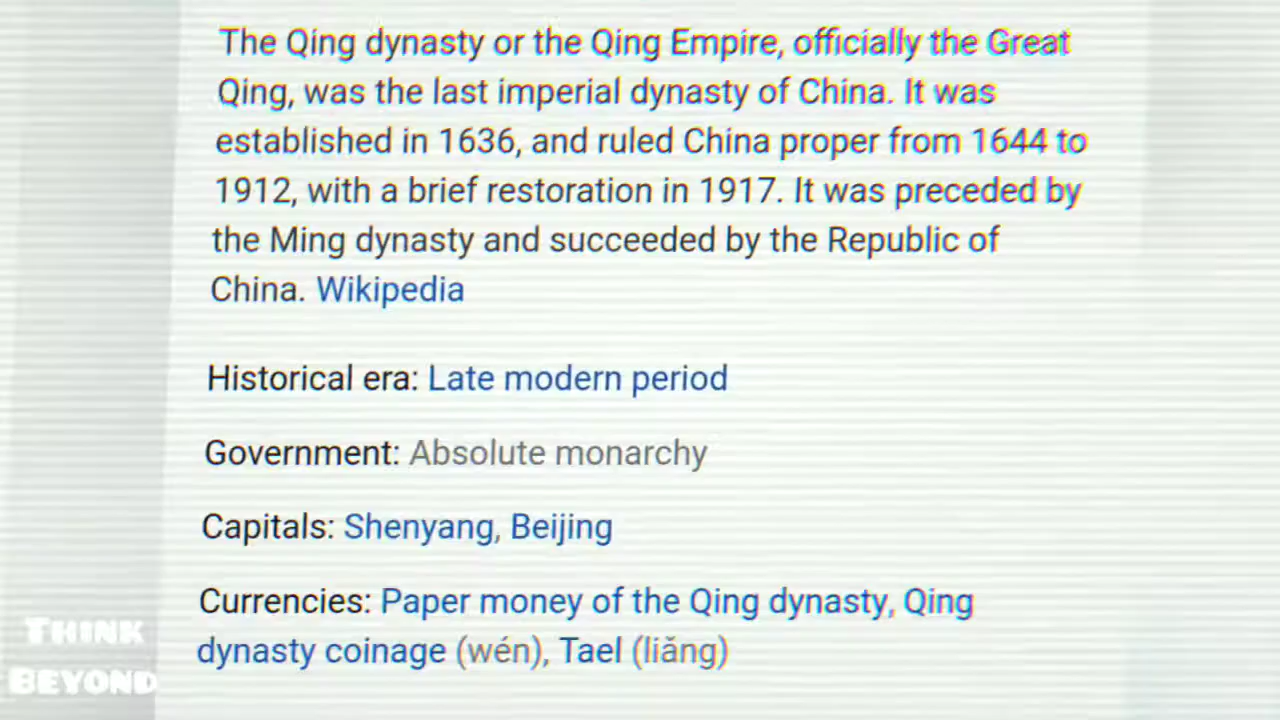 The Qing dynasty or the Qing Empire, officially the Great
Qing, was the last imperial dynasty of China. It was
established in 1636, and ruled China proper from 1644 to
1912, with a brief restoration in 1917. It was preceded by
the Ming dynasty and succeeded by the Republic of
China. Wikipedia
Historical era: Late modern period
Government: Absolute monarchy
Capitals: Shenyang, Beijing
Currencies: Paper money of the Qing dynasty, Qing
dynasty coinage (wén), Tael (liǎng)
THINK
BEYOND